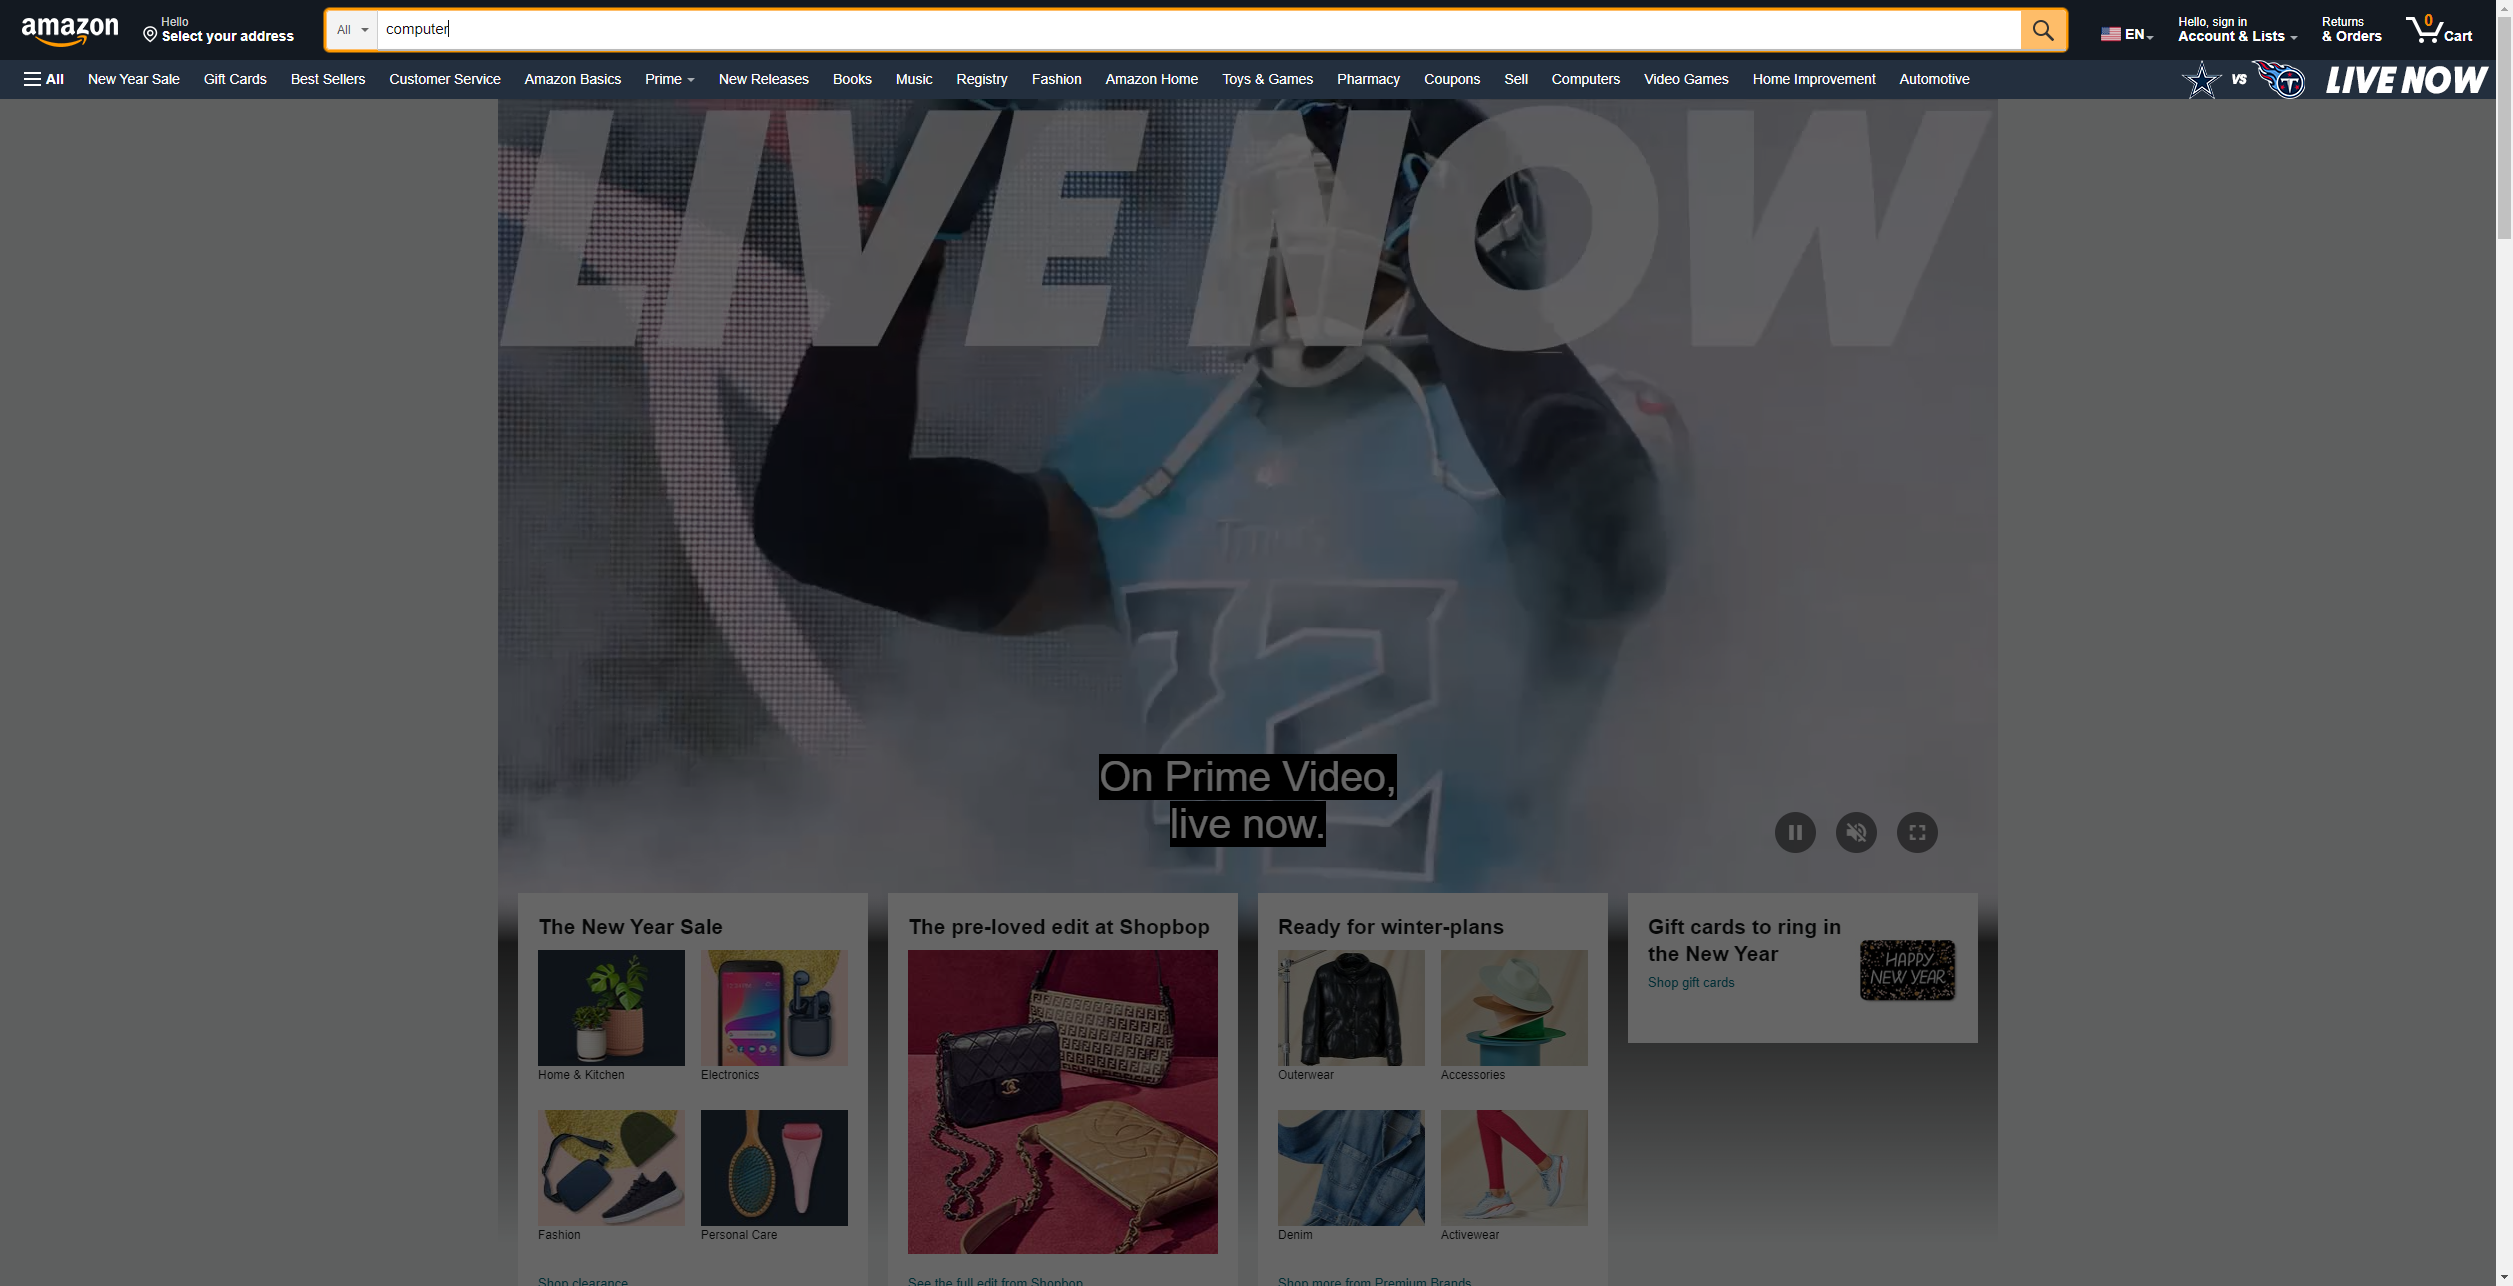 amazon
Hello
Select your address
All
computer
EN
Hello, sign in
Account & Lists
Returns
& Orders
0
Cart
All
New Year Sale
Gift Cards
Best Sellers
Customer Service
Amazon Basics
Prime
New Releases
Books
Music
Registry
Fashion
Amazon Home
Toys & Games
Pharmacy
Coupons
Sell
Computers
Video Games
Home Improvement
Automotive
VS
LIVE NOW
LIVE NOW
On Prime Video,
live now.
The New Year Sale
Home & Kitchen
Electronics
Fashion
Personal Care
Shop clearance
The pre-loved edit at Shopbop
See the full edit from Shopbop
Ready for winter-plans
Outerwear
Accessories
Denim
Activewear
Shop more from Premium Brands
Gift cards to ring in
the New Year
Shop gift cards
HAPPY
NEW YEAR